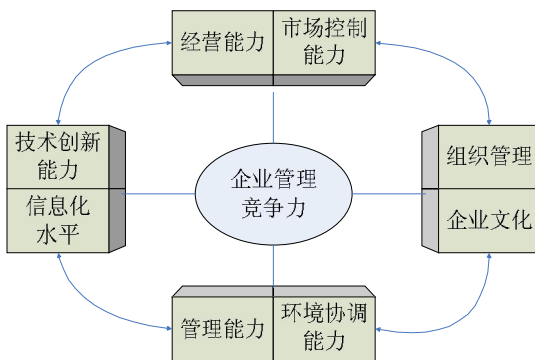 经营能力
市场控制
能力
技术创新
能力
信息化
水平
企业管理
竞争力
组织管理
企业文化
管理能力
环境协调
能力